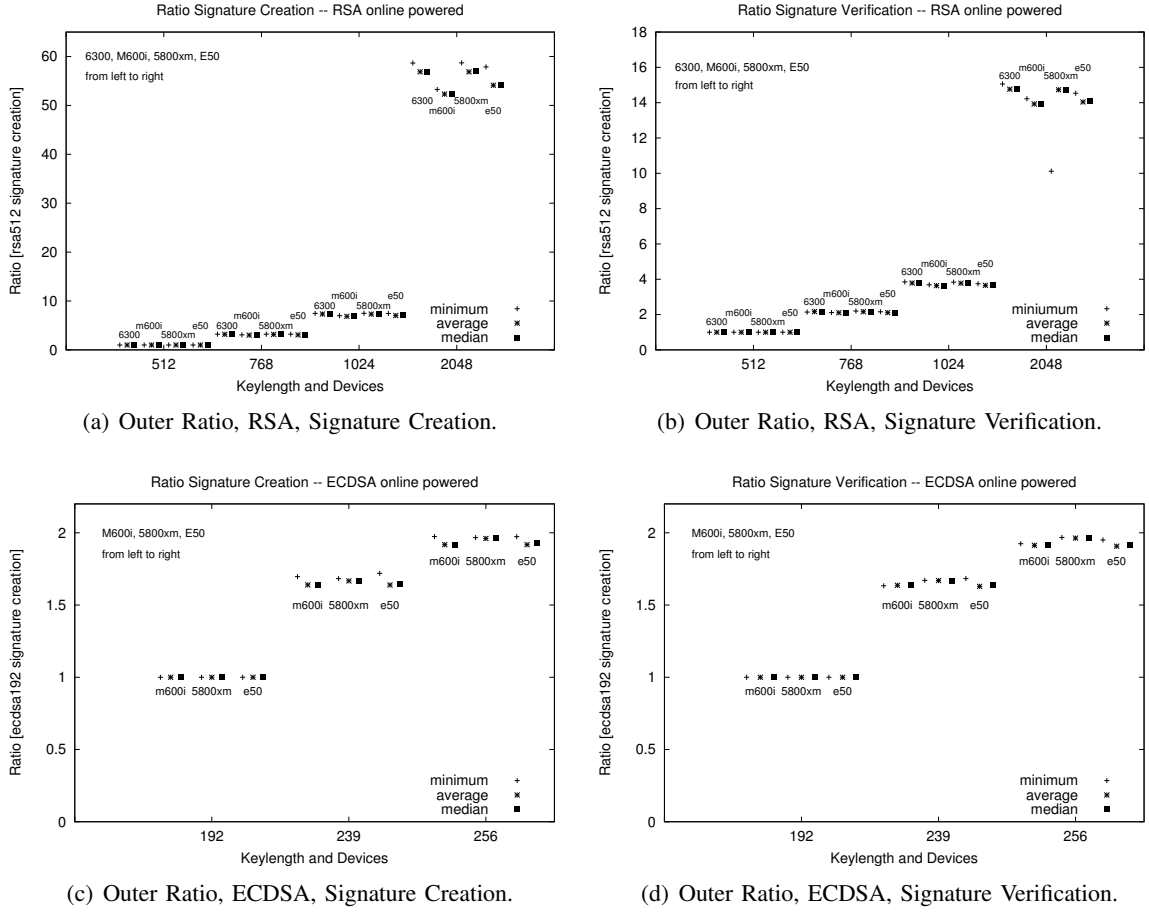 Ratio Signature Creation -- RSA online powered
6300, M600i, 5800xm, E50
from left to right
Ratio [rsa512 signature creation]
60
50
40
30
20
10
0
6300
m600i
5800xm
e50
6300
m600i
5800xm
e50
6300
m600i
5800xm
e50
6300
m600i
5800xm
e50
minimum
average
median
512 768 1024 2048
Keylength and Devices
(a) Outer Ratio, RSA, Signature Creation.
Ratio Signature Verification -- RSA online powered
6300, M600i, 5800xm, E50
from left to right
Ratio [rsa512 signature creation]
18
16
14
12
10
8
6
4
2
0
6300
m600i
5800xm
e50
6300
m600i
5800xm
e50
6300
m600i
5800xm
e50
6300
m600i
5800xm
e50
minimum
average
median
512 768 1024 2048
Keylength and Devices
(b) Outer Ratio, RSA, Signature Verification.
Ratio Signature Creation -- ECDSA online powered
M600i, 5800xm, E50
from left to right
Ratio [ecdsa192 signature creation]
2
1.5
1
0.5
0
m600i 5800xm e50
m600i 5800xm e50
m600i 5800xm e50
minimum
average
median
192 239 256
Keylength and Devices
(c) Outer Ratio, ECDSA, Signature Creation.
Ratio Signature Verification -- ECDSA online powered
M600i, 5800xm, E50
from left to right
Ratio [ecdsa192 signature creation]
2
1.5
1
0.5
0
m600i 5800xm e50
m600i 5800xm e50
m600i 5800xm e50
minimum
average
median
192 239 256
Keylength and Devices
(d) Outer Ratio, ECDSA, Signature Verification.